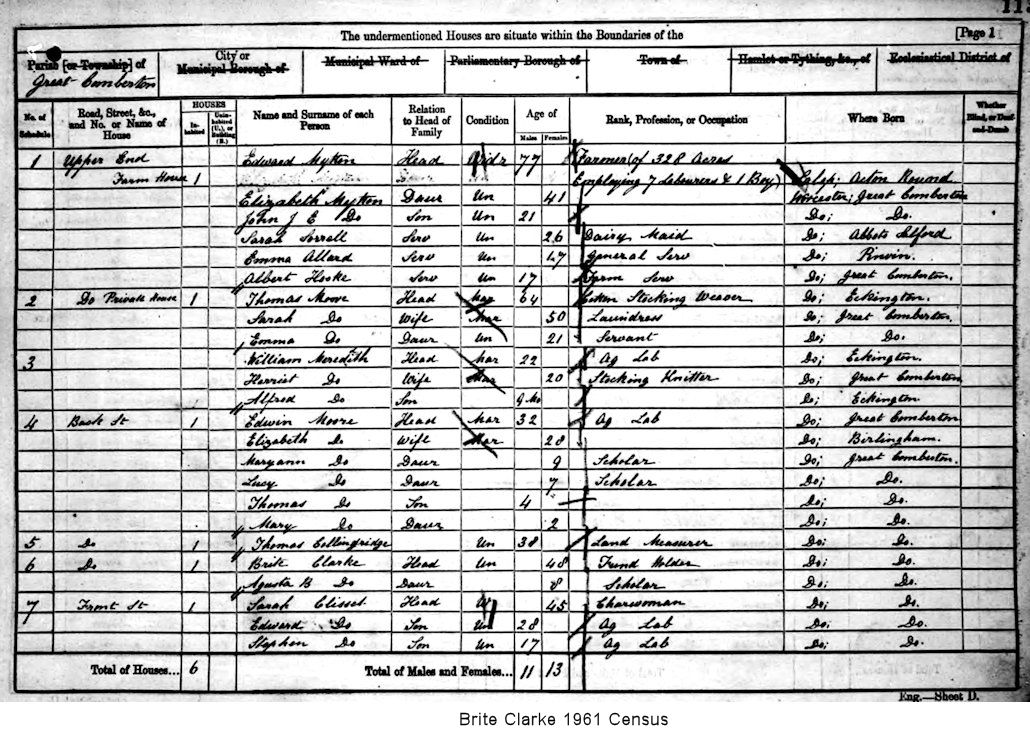 The undermentioned Houses are situate within the Boundaries of the [Page 1
Parish [or Township] of City or Municipal Borough of Municipal Ward of Parliamentary Borough of Town of Hamlet or Tything, &c., of Ecclesiastical District of
Great Comberton
No. of Schedule Road, Street, &c., and No. or Name of House HOUSES Inhabited Uninhabited (U.), or Building (B.) Name and Surname of each Person Relation to Head of Family Condition Age of Males Females Rank, Profession, or Occupation Where Born Whether Blind, or Deaf-and-Dumb
1 Upper End Edward Mytton Head Widr 77 Farmer (of 328 Acres
Farm House 1 Employing 7 Labourers & 1 Boy) Salop; Acton Round
Elizabeth Mytton Daur Un 41 Worcester; Great Comberton
John J E Do Son Un 21 Do; Do.
Sarah Sorrell Serv Un 26 Dairy Maid Do; Abbots Salford
Emma Allard Serv Un 47 General Serv Do; Pinvin.
Albert Hooke Serv Un 17 Farm Serv Do; Great Comberton.
2 Do Private House 1 Thomas Moore Head Mar 64 Stocking Weaver Do; Eckington.
Sarah Do Wife Mar 50 Laundress Do; Great Comberton.
Emma Do Daur Un 21 Servant Do; Do.
3 William Meredith Head Mar 22 Ag Lab Do; Eckington.
Harriet Do Wife Mar 20 Stocking Knitter Do; Great Comberton
Alfred Do Son 9 Mo Do; Eckington
4 Back St 1 Edwin Moore Head Mar 32 Ag Lab Do; Great Comberton
Elizabeth Do Wife Mar 28 Do; Birlingham.
Maryann Do Daur 9 Scholar Do; Great Comberton.
Lucy Do Daur 7 Scholar Do; Do.
Thomas Do Son 4 Do; Do.
Mary Do Daur 2 Do; Do.
5 Do 1 Thomas Collingridge Un 38 Land Measurer Do; Do.
6 Do 1 Brite Clarke Head Un 48 Fund Holder Do; Do.
Agusta B Do Daur 8 Scholar Do; Do.
7 Front St 1 Sarah Clisset Head W 45 Charwoman Do; Do.
Edward Do Son Un 28 Ag Lab Do; Do.
Stephen Do Son Un 17 Ag Lab Do; Do.
Total of Houses... 6 Total of Males and Females... 11 13
Eng.—Sheet D.
Brite Clarke 1961 Census